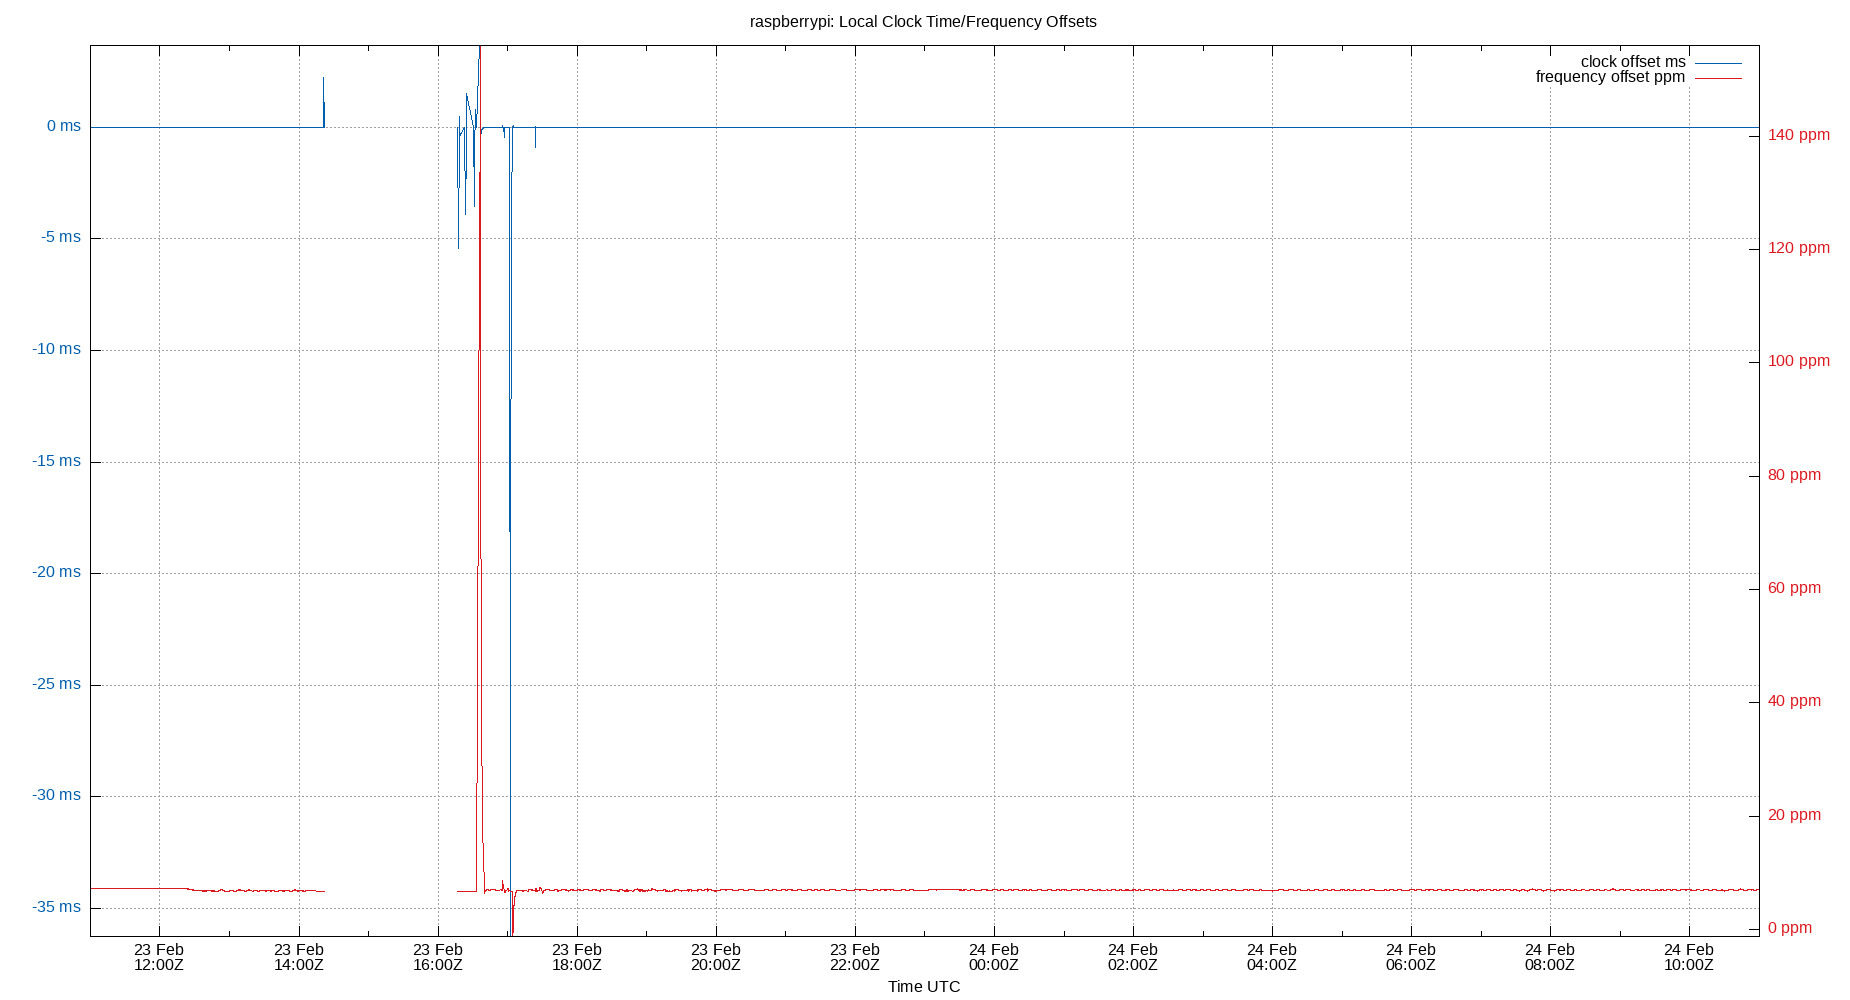 raspberrypi: Local Clock Time/Frequency Offsets
clock offset ms
frequency offset ppm
0 ms
-5 ms
-10 ms
-15 ms
-20 ms
-25 ms
-30 ms
-35 ms
140 ppm
120 ppm
100 ppm
80 ppm
60 ppm
40 ppm
20 ppm
0 ppm
23 Feb 23 Feb 23 Feb 23 Feb 23 Feb 23 Feb 24 Feb 24 Feb 24 Feb 24 Feb 24 Feb 24 Feb
12:00Z 14:00Z 16:00Z 18:00Z 20:00Z 22:00Z 00:00Z 02:00Z 04:00Z 06:00Z 08:00Z 10:00Z
Time UTC